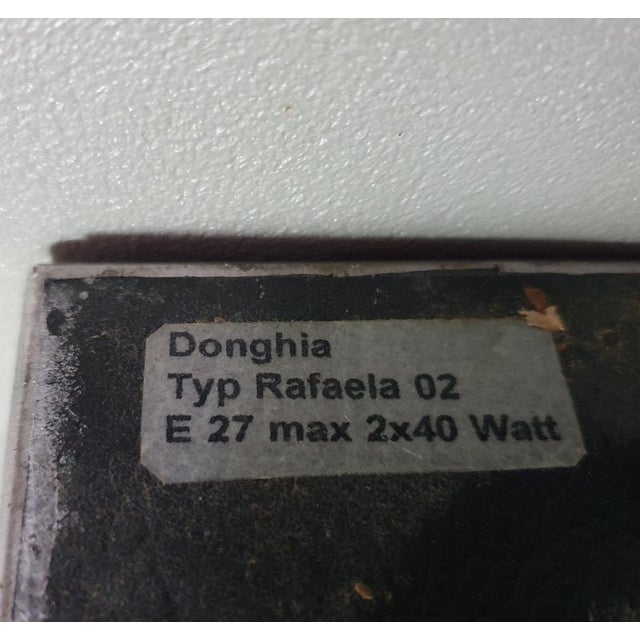 Donghia
Typ Rafaela 02
E 27 max 2x40 Watt